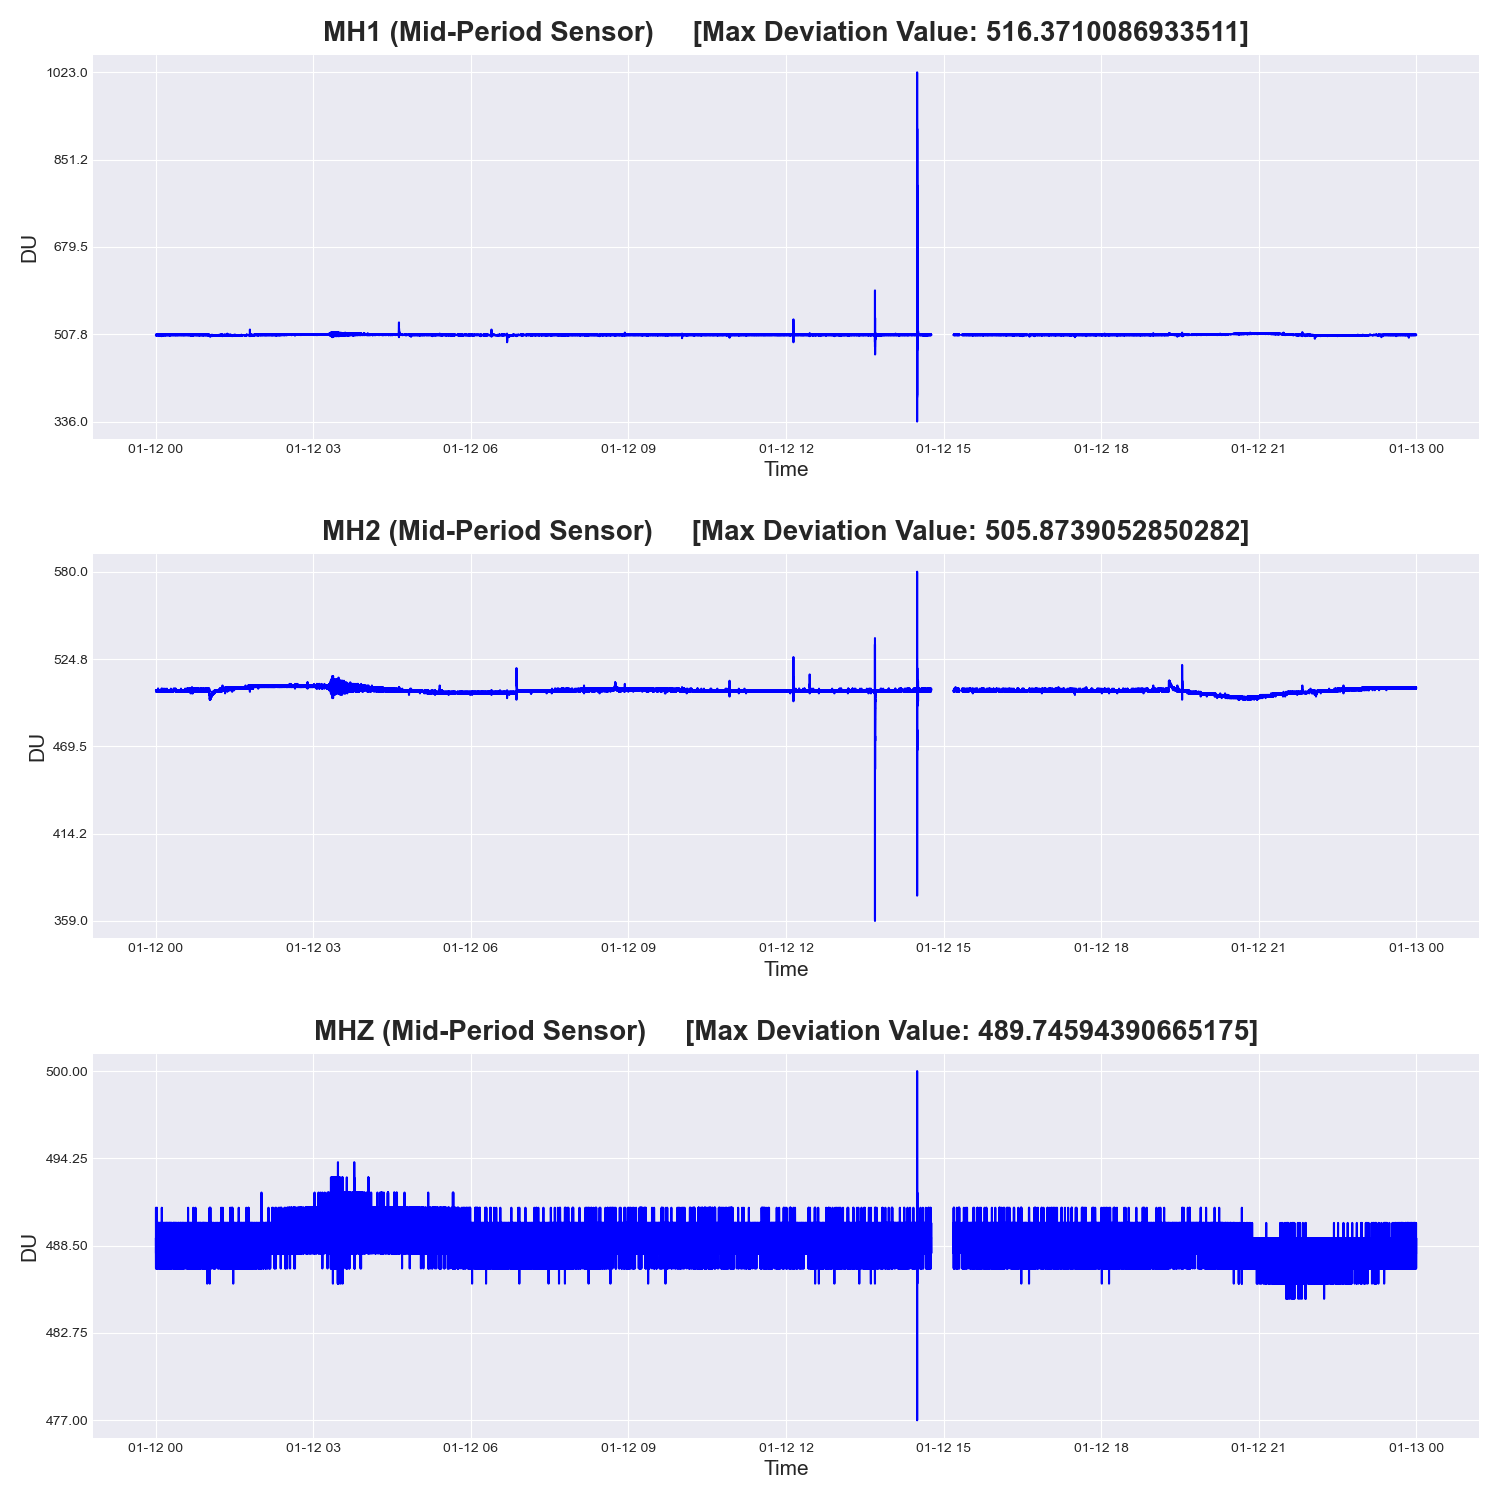 MH1 (Mid-Period Sensor) [Max Deviation Value: 516.3710086933511]
1023.0
851.2
679.5
507.8
336.0
DU
01-12 00 01-12 03 01-12 06 01-12 09 01-12 12 01-12 15 01-12 18 01-12 21 01-13 00
Time
MH2 (Mid-Period Sensor) [Max Deviation Value: 505.8739052850282]
580.0
524.8
469.5
414.2
359.0
DU
01-12 00 01-12 03 01-12 06 01-12 09 01-12 12 01-12 15 01-12 18 01-12 21 01-13 00
Time
MHZ (Mid-Period Sensor) [Max Deviation Value: 489.74594390665175]
500.00
494.25
488.50
482.75
477.00
DU
01-12 00 01-12 03 01-12 06 01-12 09 01-12 12 01-12 15 01-12 18 01-12 21 01-13 00
Time